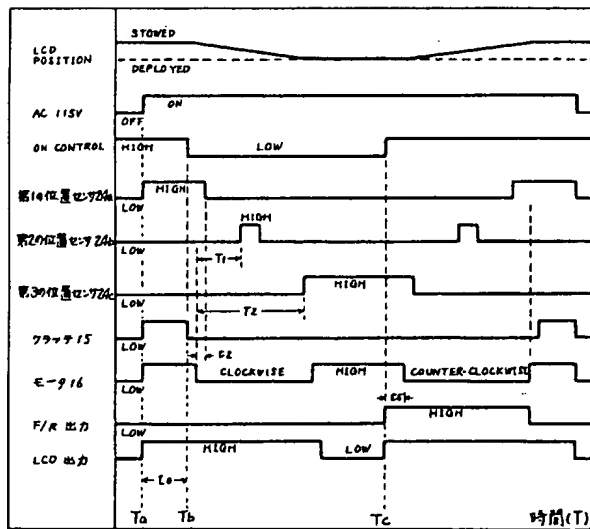 STOWED
LCD
POSITION
DEPLOYED
ON
AC 115V
OFF
HIGH
ON CONTROL
LOW
HIGH
第1の位置センサ24a
LOW
HIGH
第2の位置センサ24b
LOW
T1
第3の位置センサ24c
HIGH
LOW
T2
クラッチ15
LOW
t2
モータ16
CLOCKWISE
HIGH
COUNTER-CLOCKWISE
LOW
F/R 出力
HIGH
LOW
LCD 出力
HIGH
LOW
Ta
Tb
Tc
時間(T)